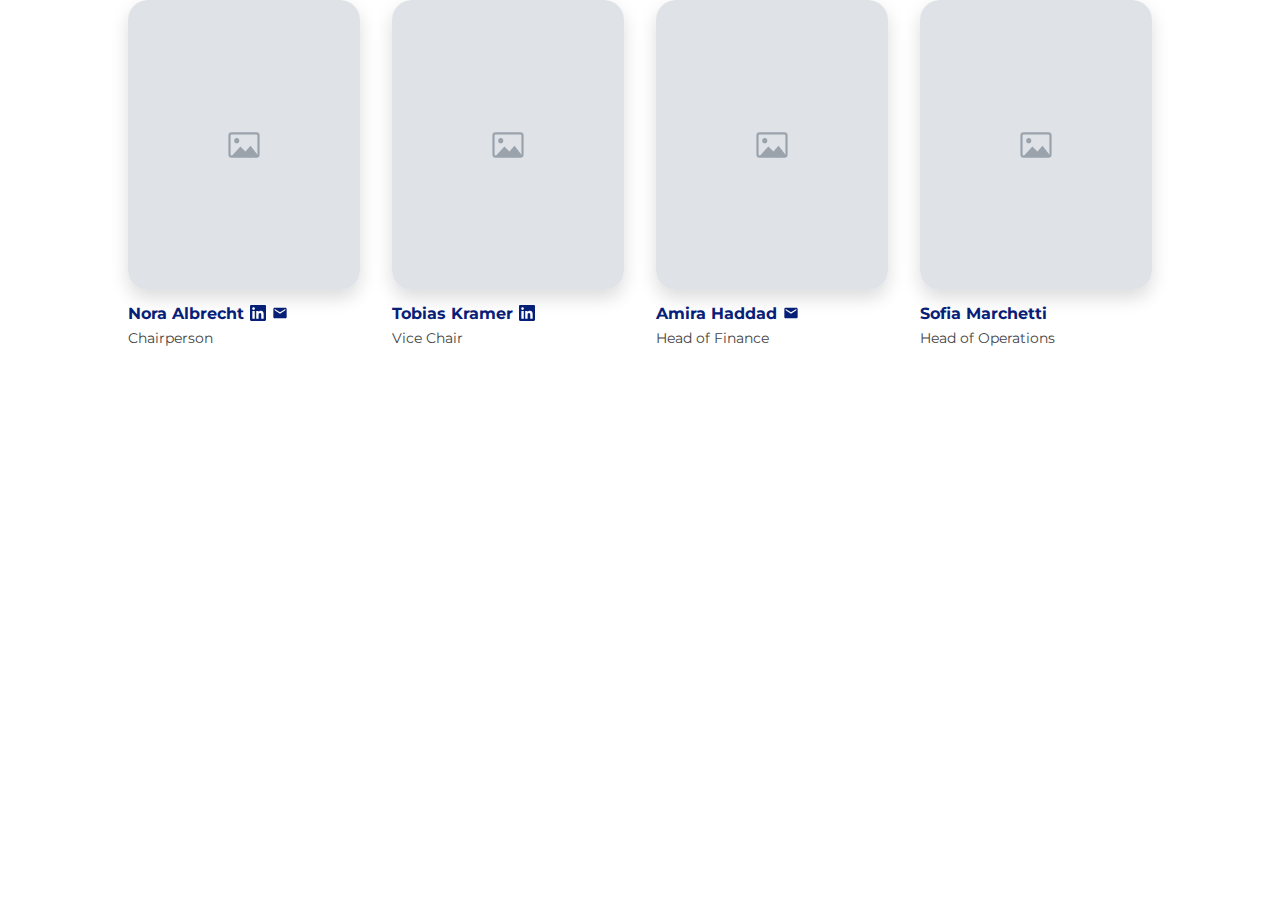 Nora Albrecht
Chairperson
Tobias Kramer
Vice Chair
Amira Haddad
Head of Finance
Sofia Marchetti
Head of Operations